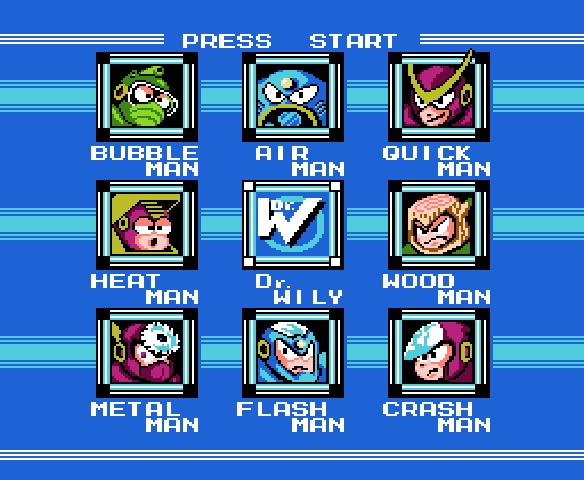 PRESS START
BUBBLE MAN
AIR MAN
QUICK MAN
HEAT MAN
Dr. W
Dr. WILY
WOOD MAN
METAL MAN
FLASH MAN
CRASH MAN